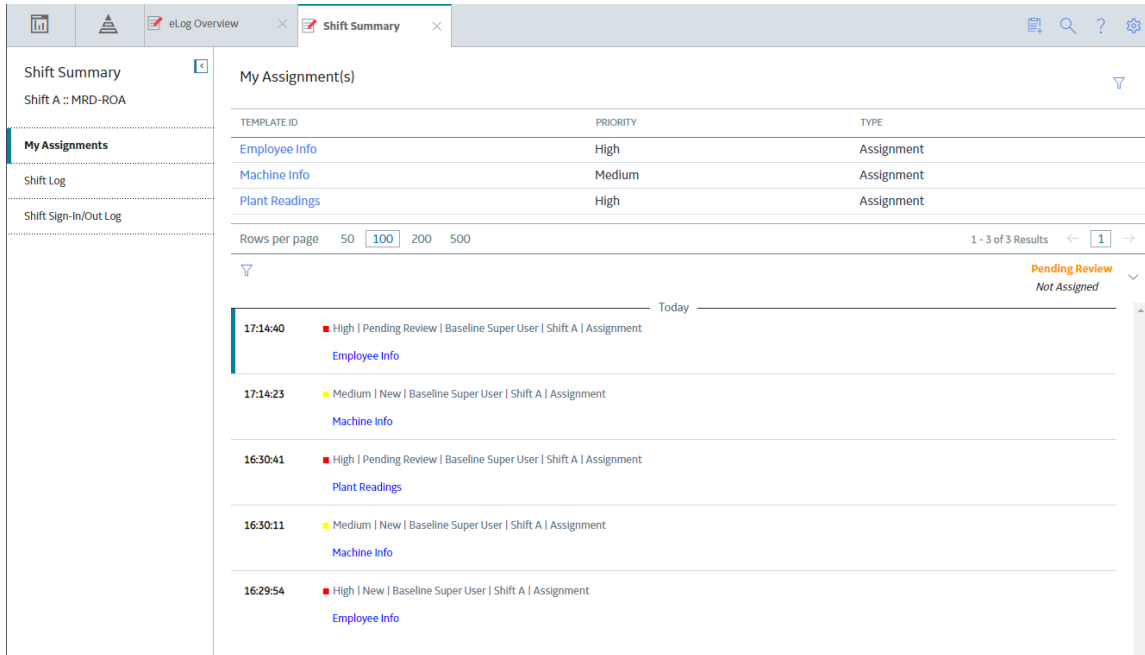 eLog Overview
Shift Summary
Shift Summary
Shift A :: MRD-ROA
My Assignments
Shift Log
Shift Sign-In/Out Log
My Assignment(s)
TEMPLATE ID PRIORITY TYPE
Employee Info High Assignment
Machine Info Medium Assignment
Plant Readings High Assignment
Rows per page 50 100 200 500 1 - 3 of 3 Results 1
Pending Review
Not Assigned
Today
17:14:40 High | Pending Review | Baseline Super User | Shift A | Assignment
Employee Info
17:14:23 Medium | New | Baseline Super User | Shift A | Assignment
Machine Info
16:30:41 High | Pending Review | Baseline Super User | Shift A | Assignment
Plant Readings
16:30:11 Medium | New | Baseline Super User | Shift A | Assignment
Machine Info
16:29:54 High | New | Baseline Super User | Shift A | Assignment
Employee Info